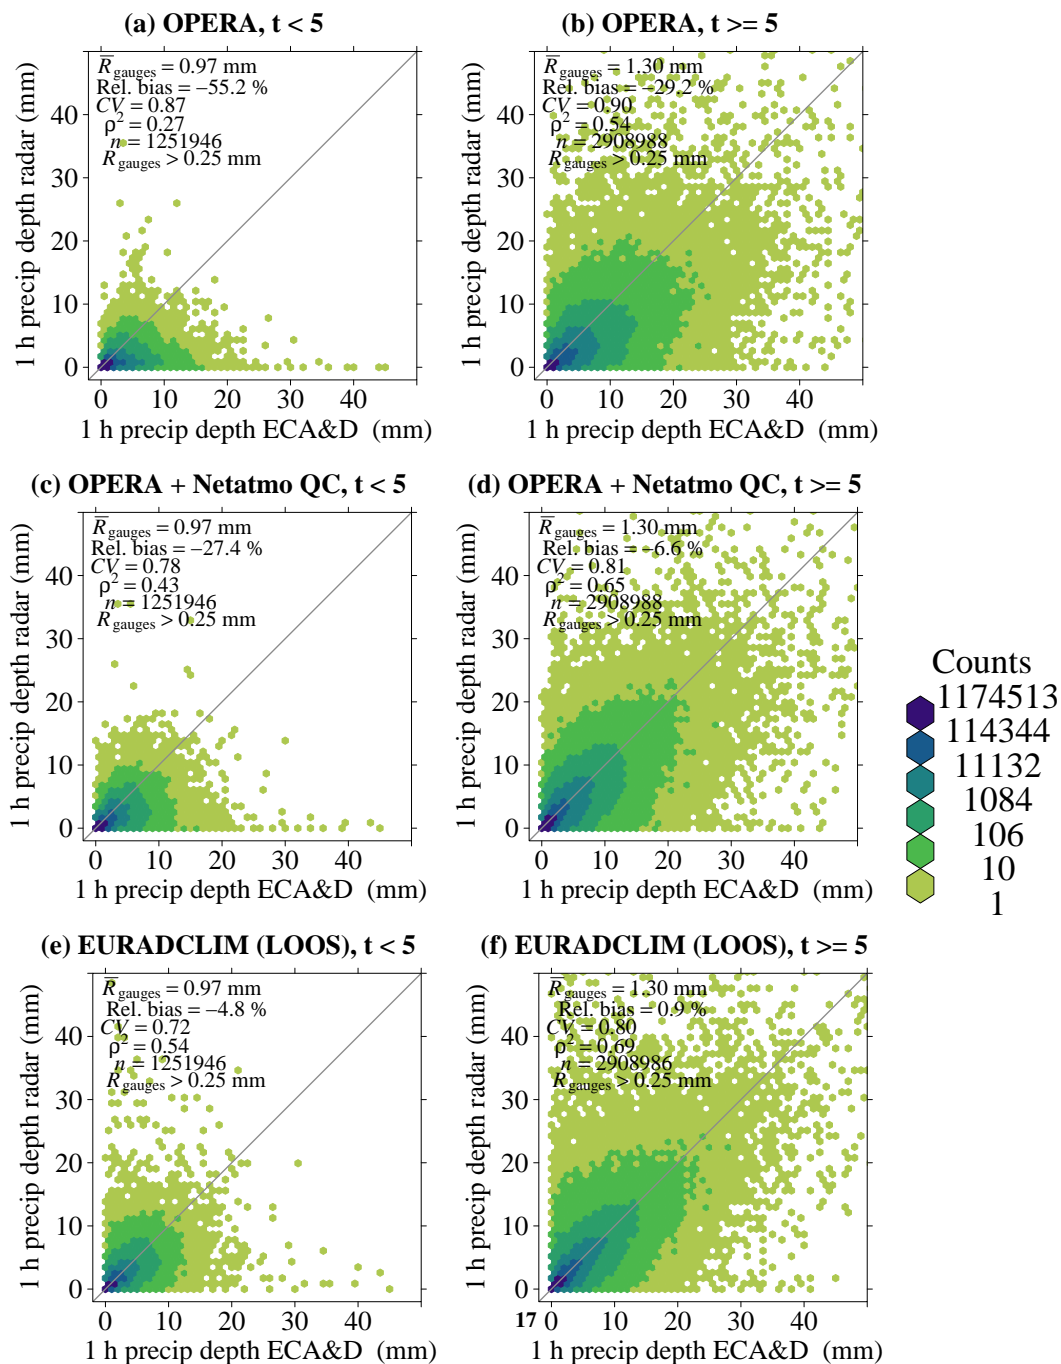 (a) OPERA, t < 5
R̅gauges = 0.97 mm
Rel. bias = −55.2 %
CV = 0.87
ρ² = 0.27
n = 1251946
Rgauges > 0.25 mm
1 h precip depth radar (mm)
0 10 20 30 40
0 10 20 30 40
1 h precip depth ECA&D (mm)
(b) OPERA, t >= 5
R̅gauges = 1.30 mm
Rel. bias = −29.2 %
CV = 0.90
ρ² = 0.54
n = 2908988
Rgauges > 0.25 mm
1 h precip depth radar (mm)
0 10 20 30 40
0 10 20 30 40
1 h precip depth ECA&D (mm)
(c) OPERA + Netatmo QC, t < 5
R̅gauges = 0.97 mm
Rel. bias = −27.4 %
CV = 0.78
ρ² = 0.43
n = 1251946
Rgauges > 0.25 mm
1 h precip depth radar (mm)
0 10 20 30 40
0 10 20 30 40
1 h precip depth ECA&D (mm)
(d) OPERA + Netatmo QC, t >= 5
R̅gauges = 1.30 mm
Rel. bias = −6.6 %
CV = 0.81
ρ² = 0.65
n = 2908988
Rgauges > 0.25 mm
1 h precip depth radar (mm)
0 10 20 30 40
0 10 20 30 40
1 h precip depth ECA&D (mm)
Counts
1174513
114344
11132
1084
106
10
1
(e) EURADCLIM (LOOS), t < 5
R̅gauges = 0.97 mm
Rel. bias = −4.8 %
CV = 0.72
ρ² = 0.54
n = 1251946
Rgauges > 0.25 mm
1 h precip depth radar (mm)
0 10 20 30 40
0 10 20 30 40
1 h precip depth ECA&D (mm)
(f) EURADCLIM (LOOS), t >= 5
R̅gauges = 1.30 mm
Rel. bias = 0.9 %
CV = 0.80
ρ² = 0.69
n = 2908986
Rgauges > 0.25 mm
1 h precip depth radar (mm)
0 10 20 30 40
0 10 20 30 40
1 h precip depth ECA&D (mm)
17